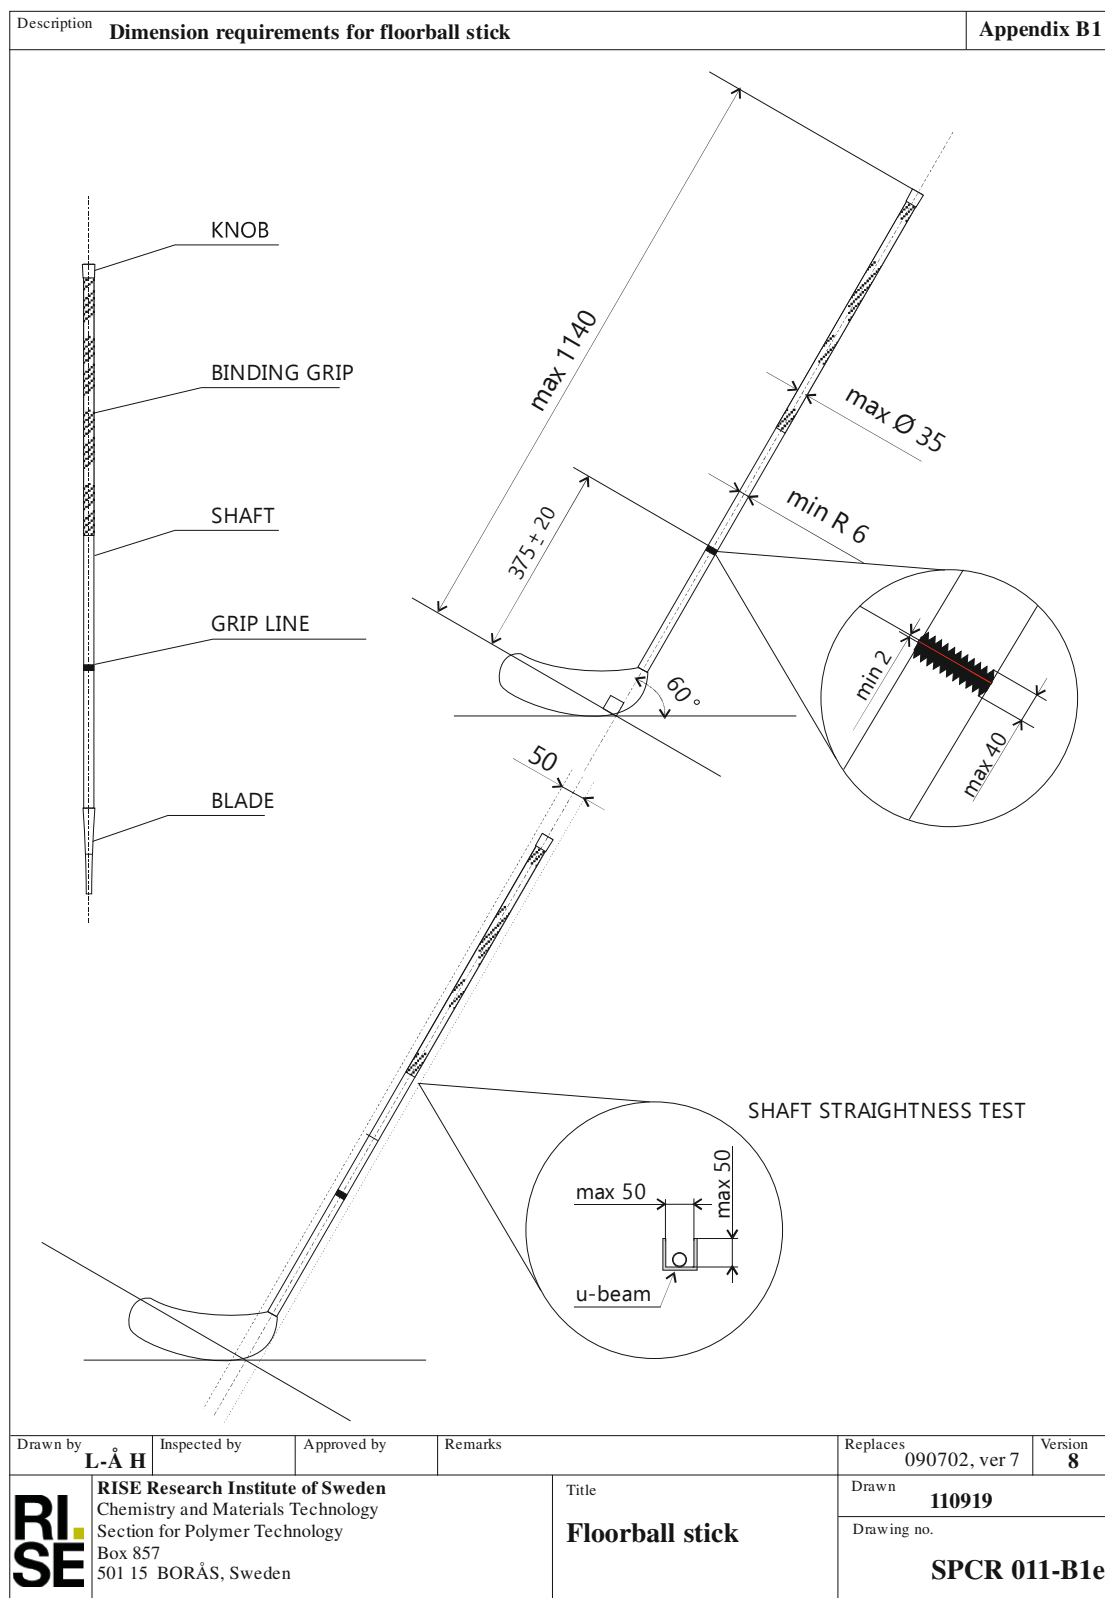 Description Dimension requirements for floorball stick Appendix B1
KNOB
BINDING GRIP
SHAFT
GRIP LINE
BLADE
max 1140
375 ± 20
max Ø 35
min R 6
60°
min 2
max 40
50
SHAFT STRAIGHTNESS TEST
max 50
max 50
u-beam
Drawn by L-Å H
Inspected by
Approved by
Remarks
Replaces 090702, ver 7
Version 8
RI.
SE
RISE Research Institute of Sweden
Chemistry and Materials Technology
Section for Polymer Technology
Box 857
501 15 BORÅS, Sweden
Title
Floorball stick
Drawn 110919
Drawing no.
SPCR 011-B1e